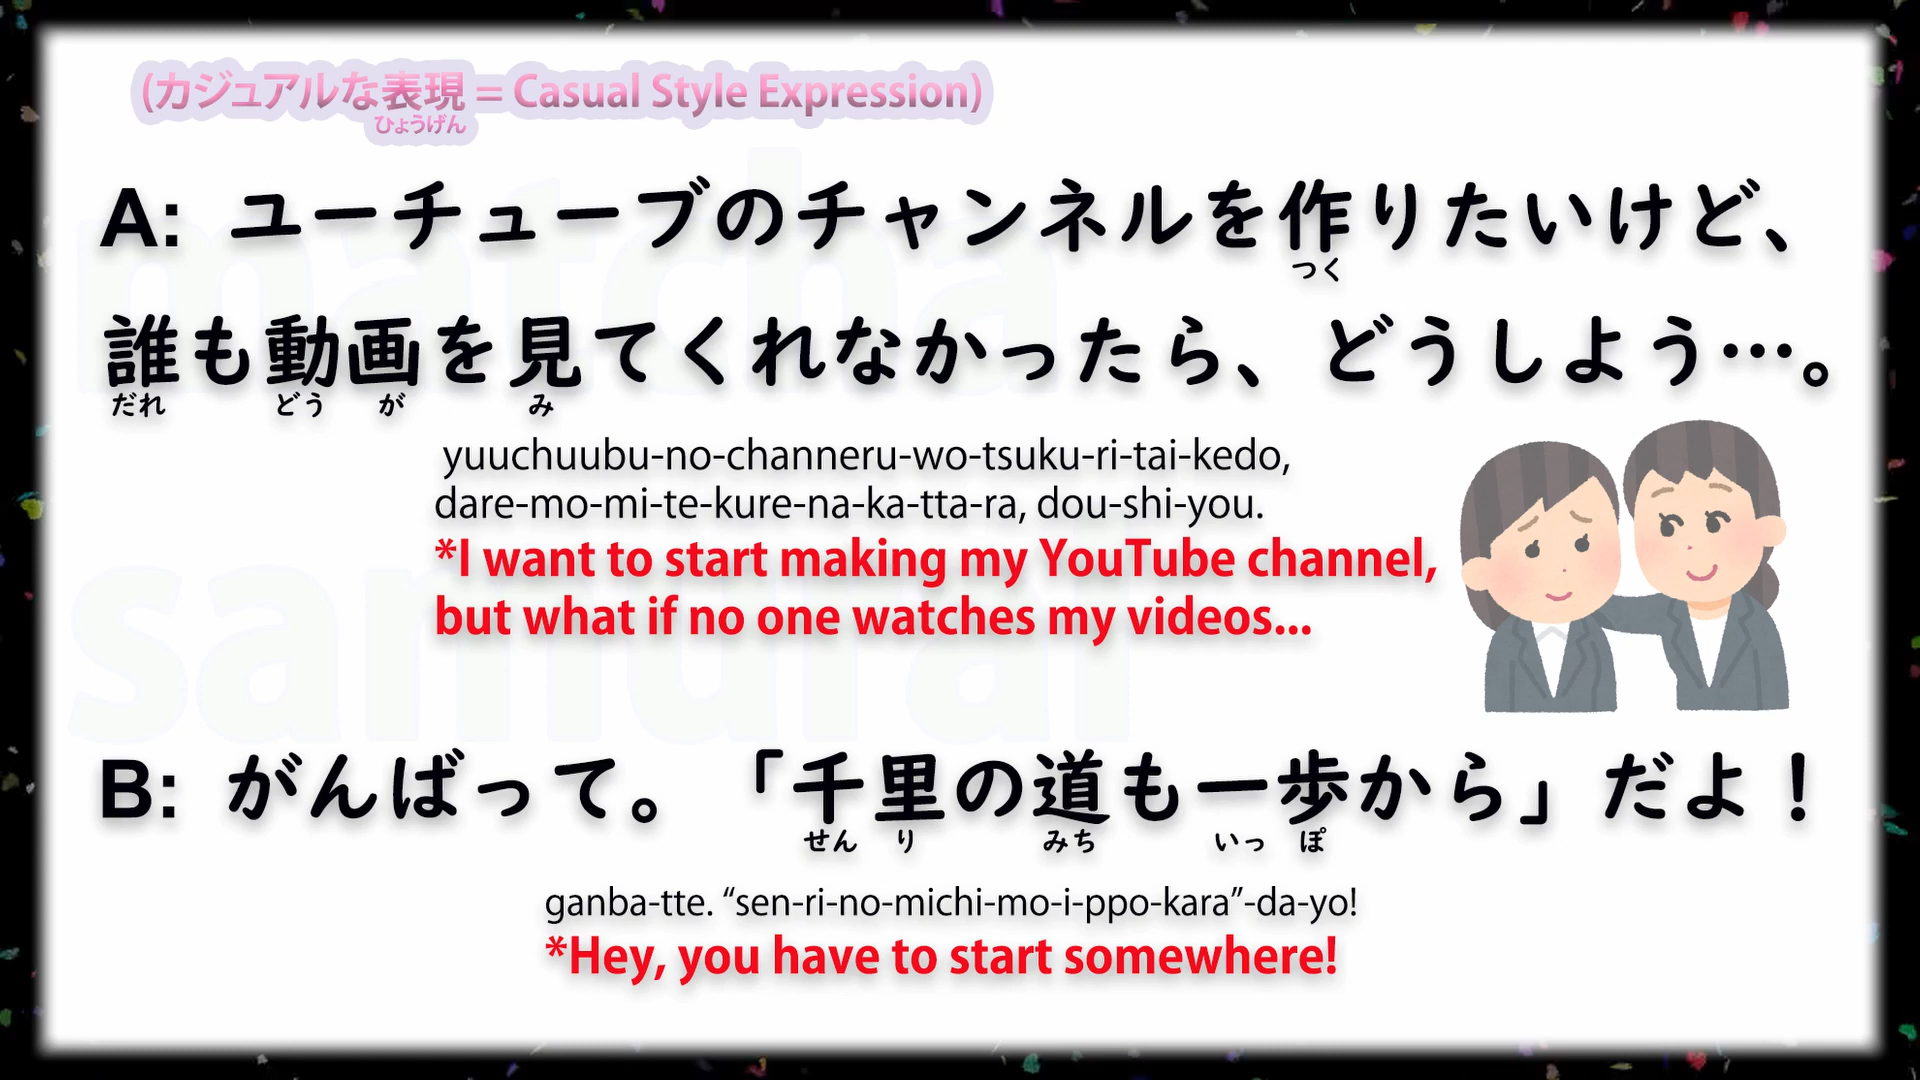 (カジュアルな表現 = Casual Style Expression)
ひょうげん
A: ユーチューブのチャンネルを作りたいけど、
つく
誰も動画を見てくれなかったら、どうしよう…。
だれ どう が み
yuuchuubu-no-channeru-wo-tsuku-ri-tai-kedo,
dare-mo-mi-te-kure-na-ka-tta-ra, dou-shi-you.
*I want to start making my YouTube channel,
but what if no one watches my videos...
B: がんばって。「千里の道も一歩から」だよ！
せん り みち いっ ぽ
ganba-tte. “sen-ri-no-michi-mo-i-ppo-kara”-da-yo!
*Hey, you have to start somewhere!
matcha
samurai